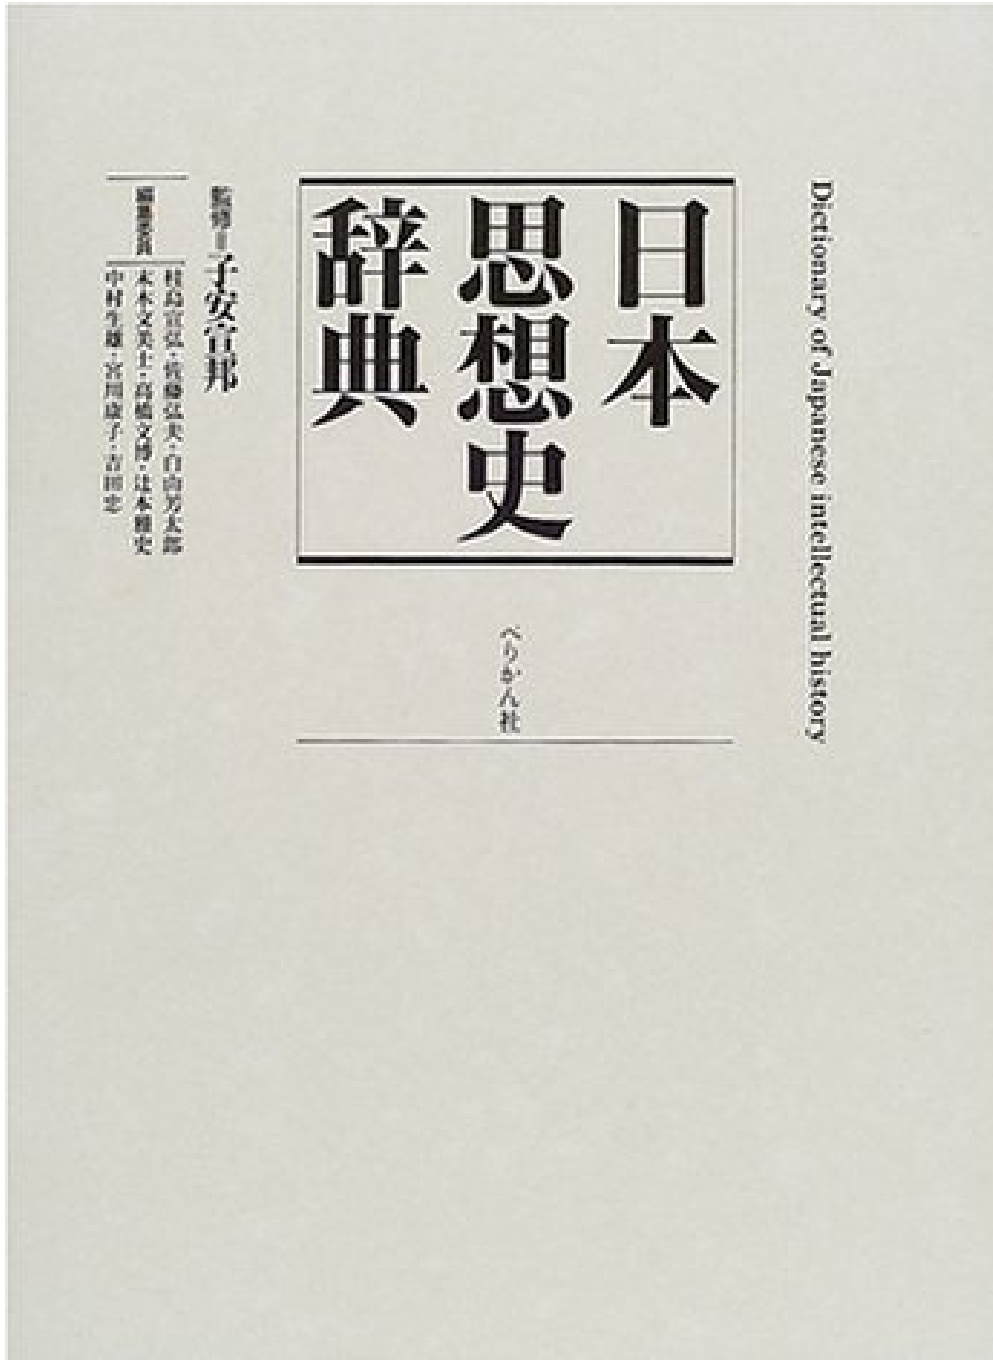 Dictionary of Japanese intellectual history
日本
思想史
辞典
ぺりかん社
監修=子安宣邦
編集委員
桂島宣弘・佐藤弘夫・白山芳太郎
末木文美士・高橋文博・辻本雅史
中村生雄・宮川康子・吉田忠